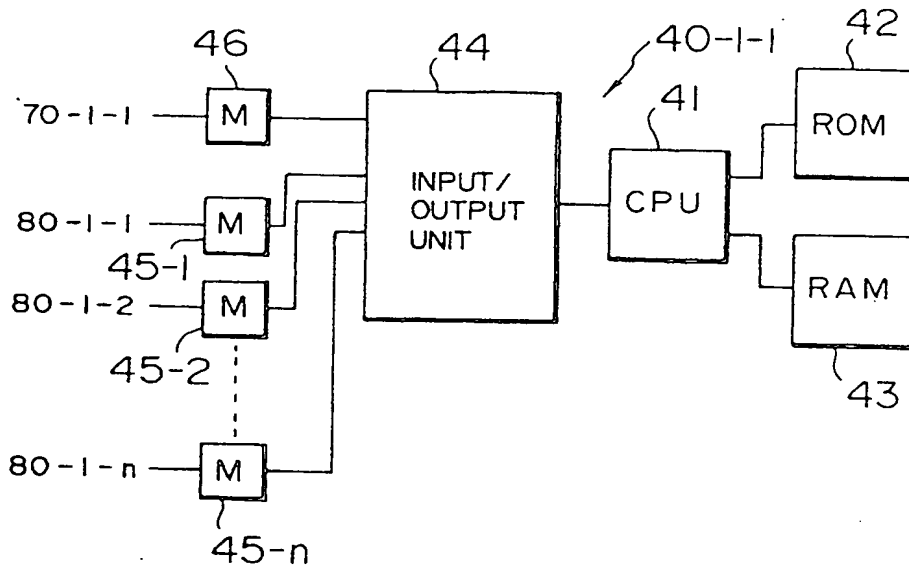 46
44
40-1-1
42
70-1-1
M
41
ROM
INPUT/
OUTPUT
UNIT
CPU
80-1-1
M
45-1
80-1-2
M
RAM
45-2
43
80-1-n
M
45-n